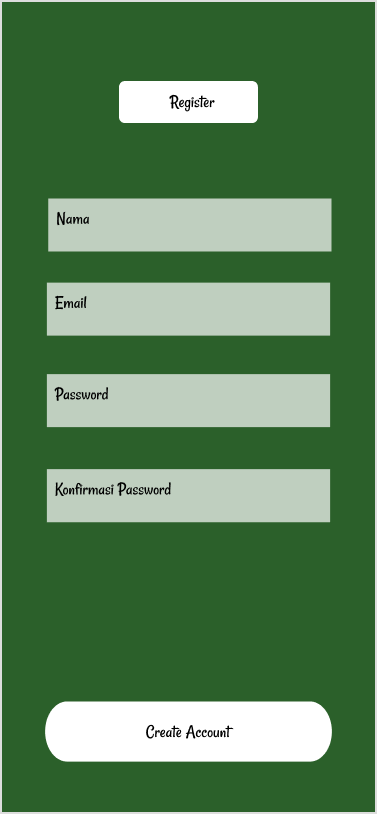 Register
Nama
Email
Password
Konfirmasi Password
Create Account